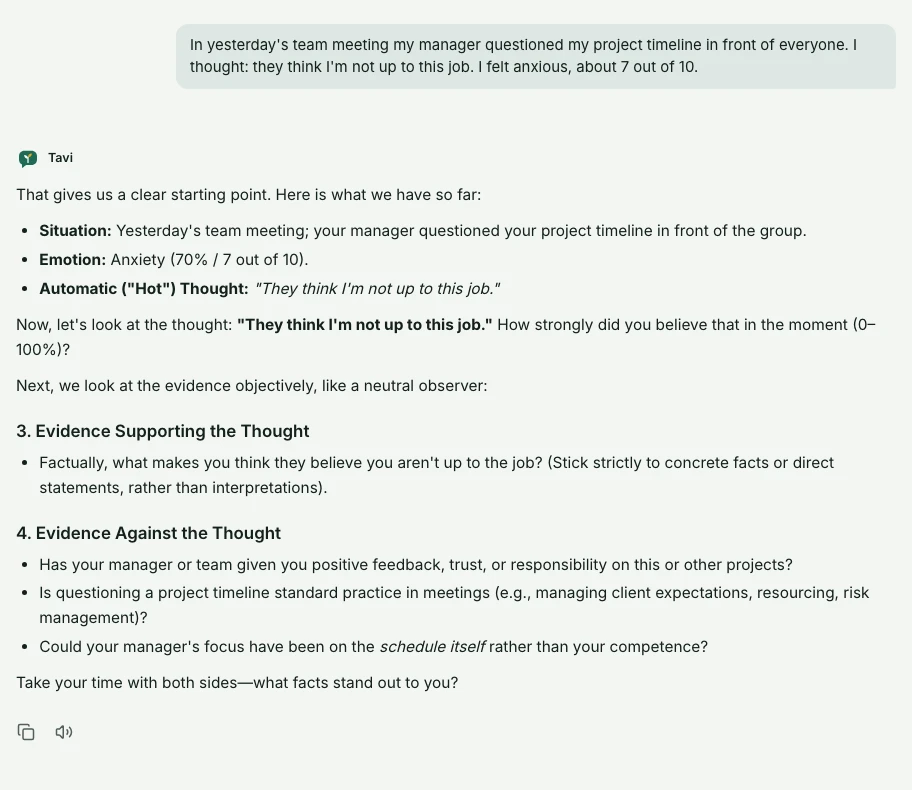 In yesterday's team meeting my manager questioned my project timeline in front of everyone. I
thought: they think I'm not up to this job. I felt anxious, about 7 out of 10.
Tavi
That gives us a clear starting point. Here is what we have so far:
• Situation: Yesterday's team meeting; your manager questioned your project timeline in front of the group.
• Emotion: Anxiety (70% / 7 out of 10).
• Automatic ("Hot") Thought: "They think I'm not up to this job."
Now, let's look at the thought: "They think I'm not up to this job." How strongly did you believe that in the moment (0–
100%)?
Next, we look at the evidence objectively, like a neutral observer:
3. Evidence Supporting the Thought
• Factually, what makes you think they believe you aren't up to the job? (Stick strictly to concrete facts or direct
statements, rather than interpretations).
4. Evidence Against the Thought
• Has your manager or team given you positive feedback, trust, or responsibility on this or other projects?
• Is questioning a project timeline standard practice in meetings (e.g., managing client expectations, resourcing, risk
management)?
• Could your manager's focus have been on the schedule itself rather than your competence?
Take your time with both sides—what facts stand out to you?